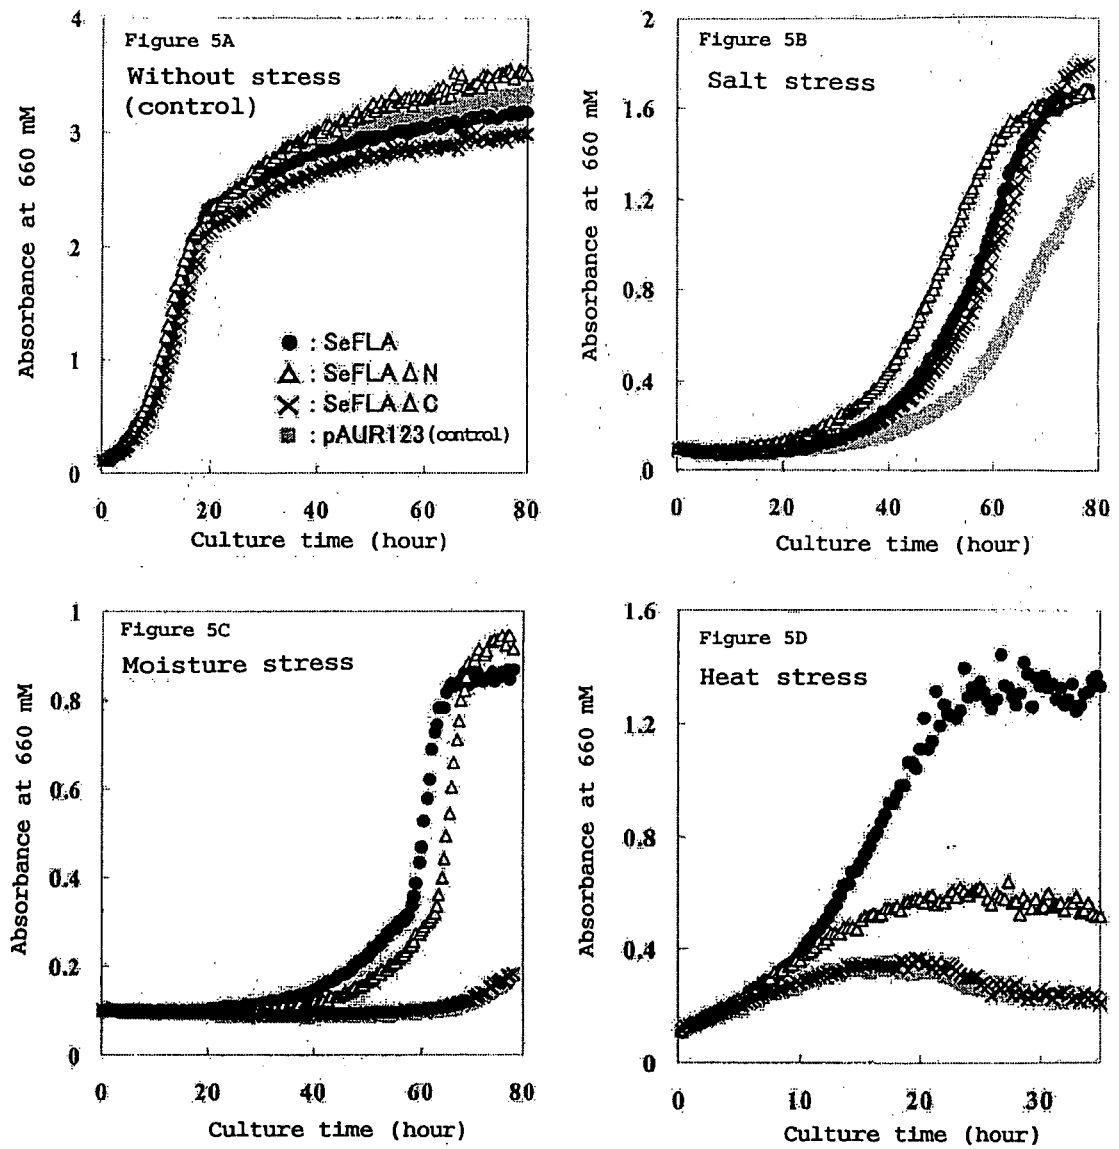 Figure 5A
Without stress
(control)
Absorbance at 660 mM
4
3
2
1
0
● : SeFLA
△ : SeFLAΔN
× : SeFLAΔC
■ : pAUR123 (control)
0 20 40 60 80
Culture time (hour)
Figure 5B
Salt stress
Absorbance at 660 mM
2
1.6
1.2
0.8
0.4
0
0 20 40 60 80
Culture time (hour)
Figure 5C
Moisture stress
Absorbance at 660 mM
1
0.8
0.6
0.4
0.2
0
0 20 40 60 80
Culture time (hour)
Figure 5D
Heat stress
Absorbance at 660 mM
1.6
1.2
0.8
0.4
0
0 10 20 30
Culture time (hour)